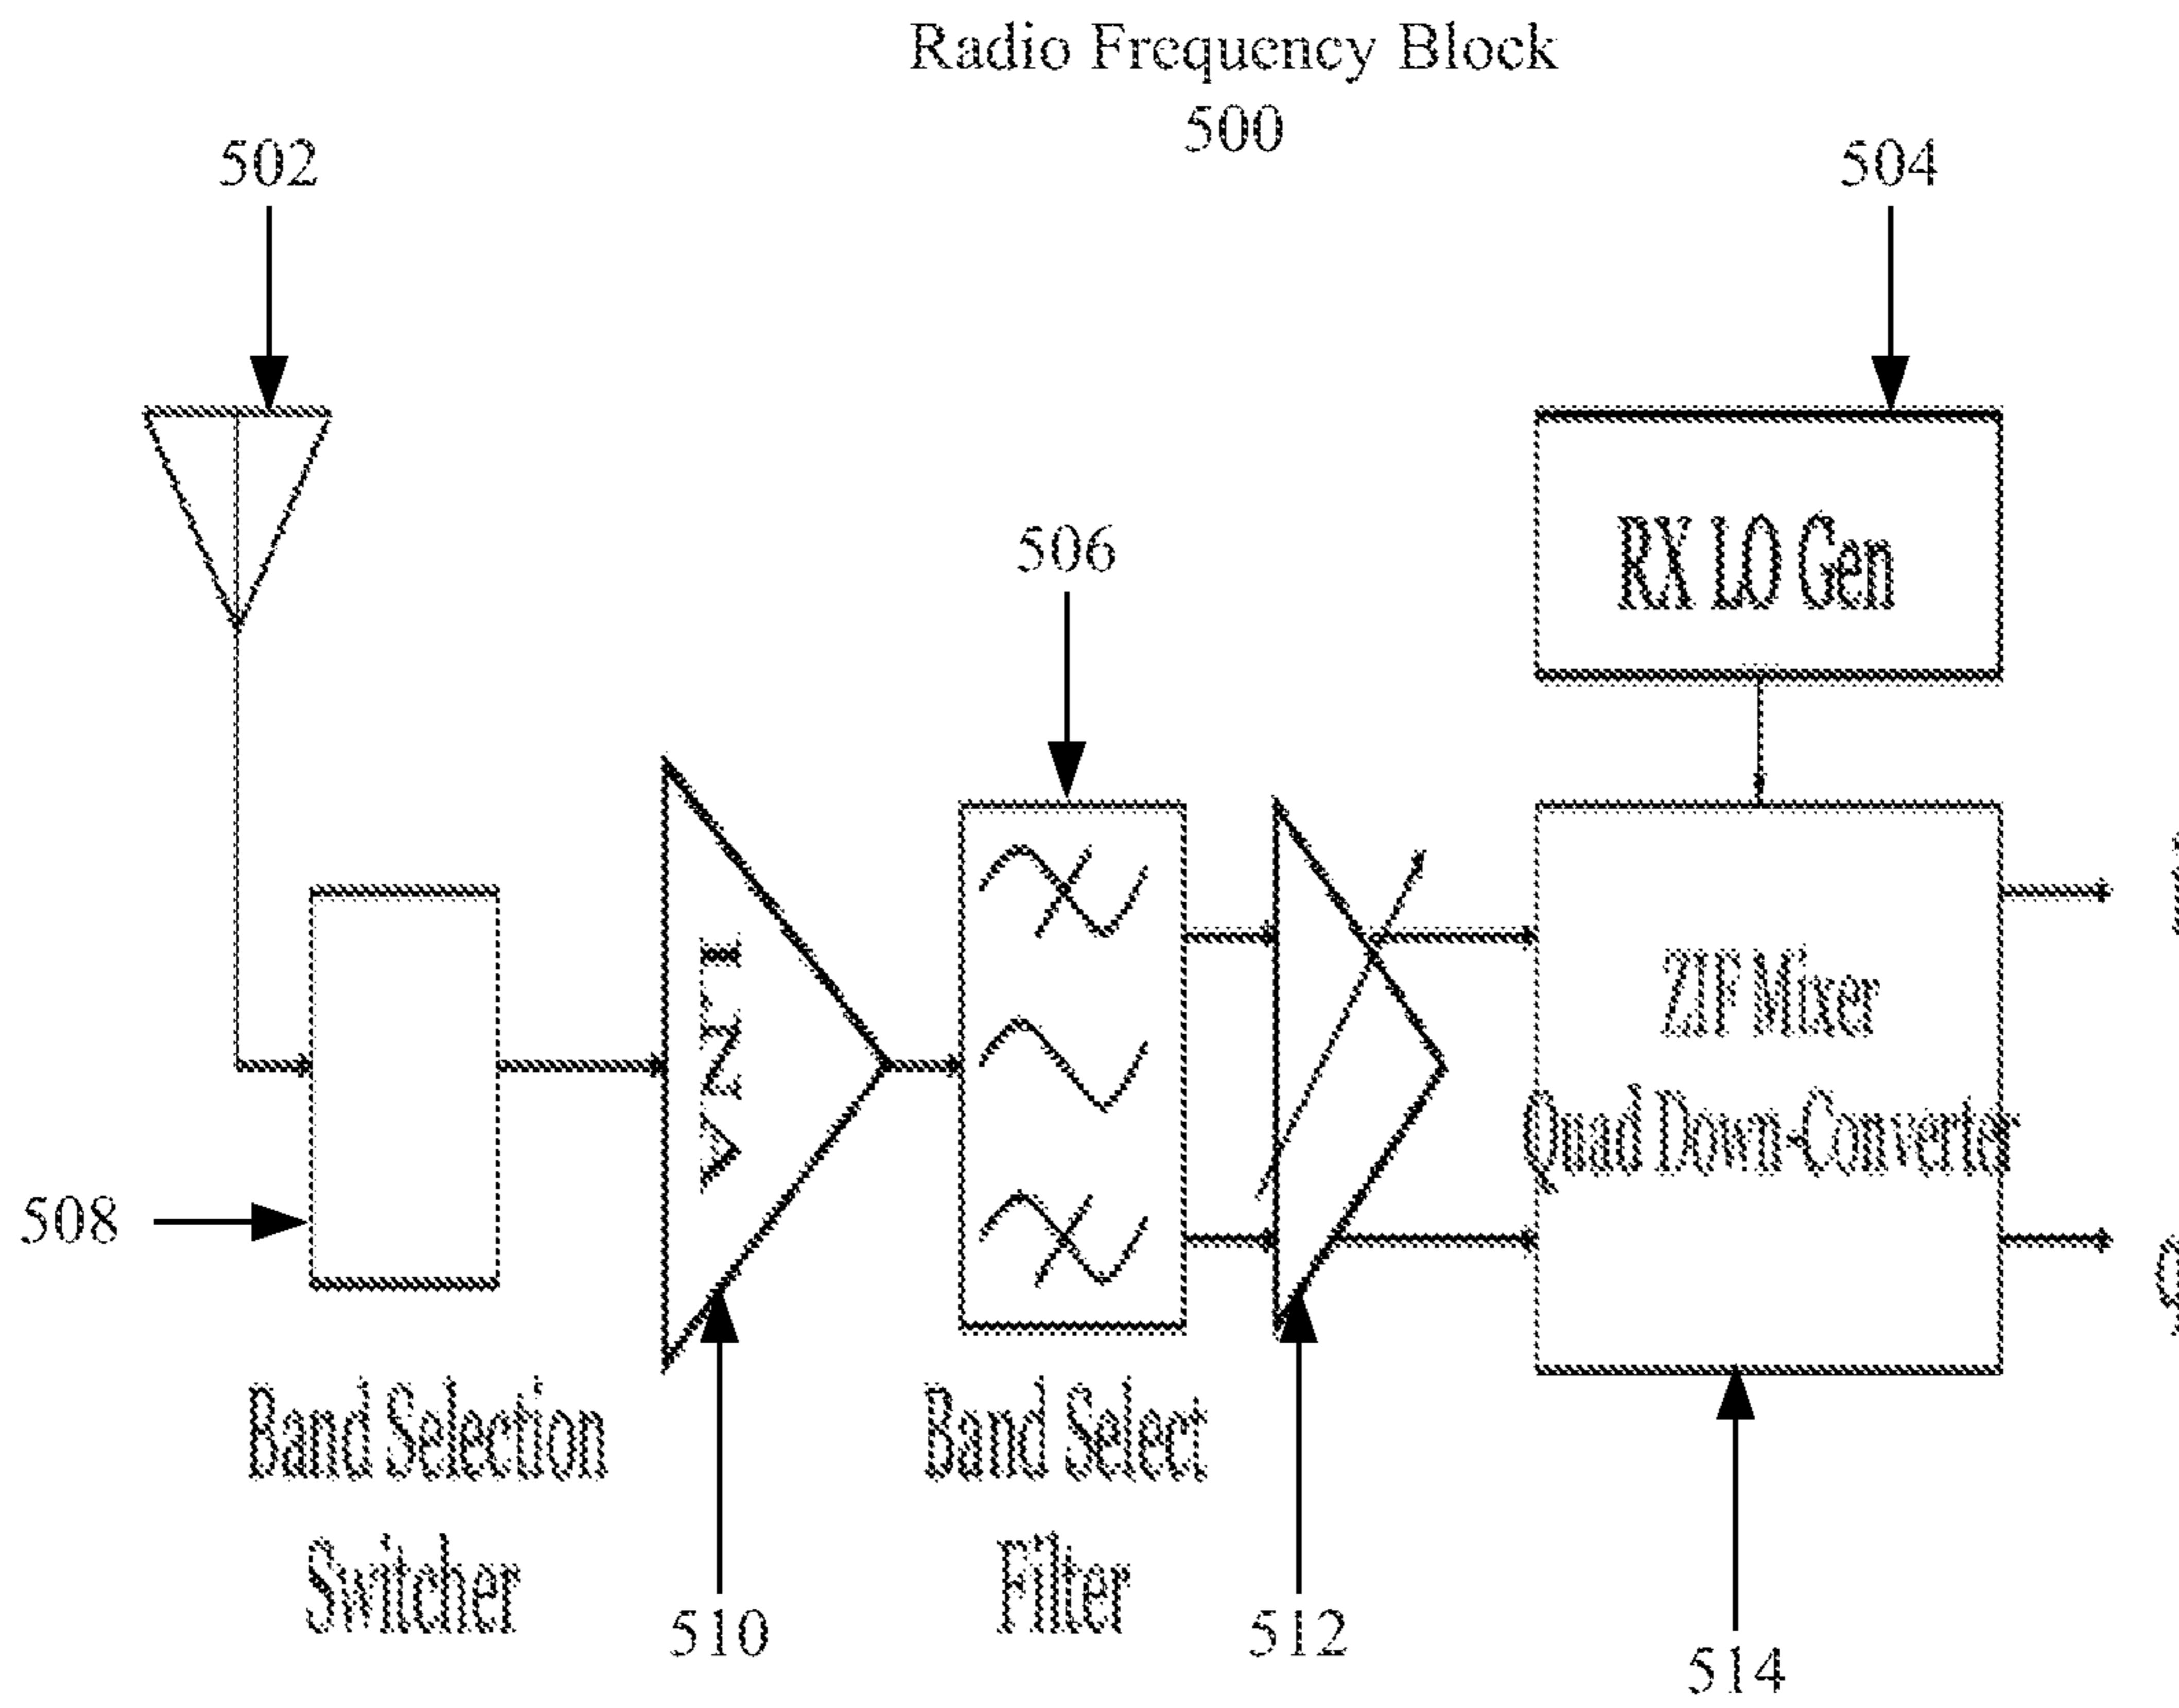 Radio Frequency Block
500
502
504
506
RX LO Gen
LNA
ZIF Mixer
Quad Down-Converter
508
Band Selection
Switcher
Band Select
Filter
510
512
514